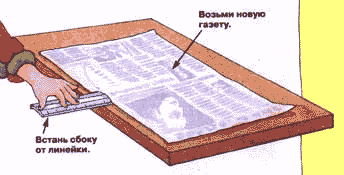 Возьми новую
газету.
Встань сбоку
от линейки.